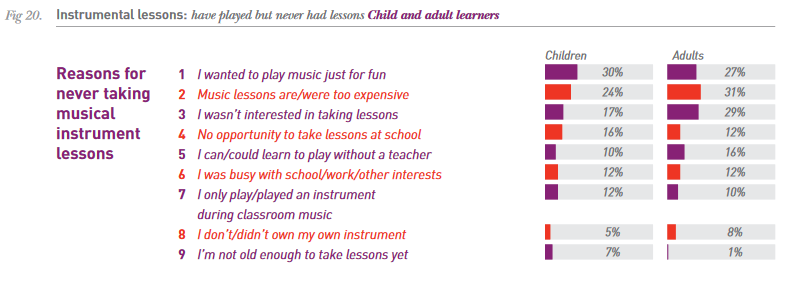 Fig 20. Instrumental lessons: have played but never had lessons Child and adult learners
Children Adults
Reasons for never taking musical instrument lessons
1 I wanted to play music just for fun 30% 27%
2 Music lessons are/were too expensive 24% 31%
3 I wasn't interested in taking lessons 17% 29%
4 No opportunity to take lessons at school 16% 12%
5 I can/could learn to play without a teacher 10% 16%
6 I was busy with school/work/other interests 12% 12%
7 I only play/played an instrument 12% 10%
during classroom music
8 I don't/didn't own my own instrument 5% 8%
9 I'm not old enough to take lessons yet 7% 1%